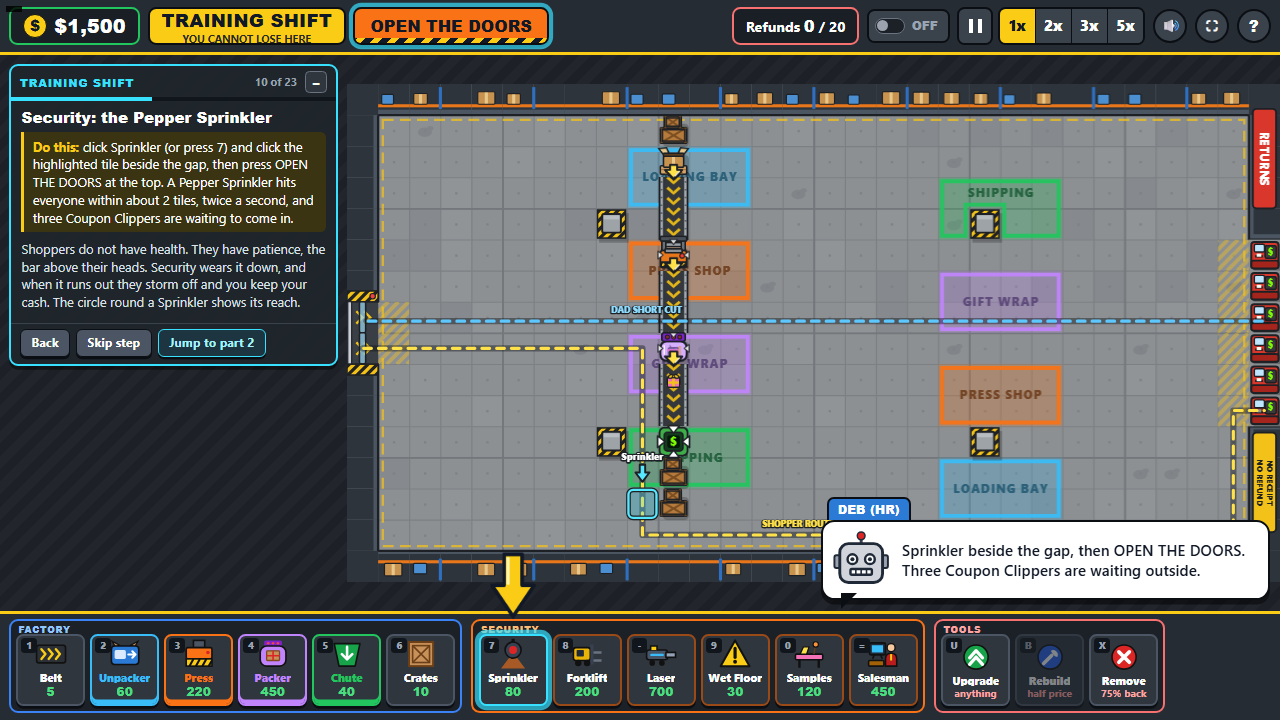 $ $1,500
TRAINING SHIFT
YOU CANNOT LOSE HERE
OPEN THE DOORS
Refunds 0 / 20
OFF
1x
2x
3x
5x
?
TRAINING SHIFT
10 of 23
–
Security: the Pepper Sprinkler
Do this: click Sprinkler (or press 7) and click the
highlighted tile beside the gap, then press OPEN
THE DOORS at the top. A Pepper Sprinkler hits
everyone within about 2 tiles, twice a second, and
three Coupon Clippers are waiting to come in.
Shoppers do not have health. They have patience, the
bar above their heads. Security wears it down, and
when it runs out they storm off and you keep your
cash. The circle round a Sprinkler shows its reach.
Back
Skip step
Jump to part 2
RETURNS
SHIPPING
GIFT WRAP
DAD SHORT CUT
PRESS SHOP
LOADING BAY
Sprinkler
NO RECEIPT
NO REFUND
DEB (HR)
Sprinkler beside the gap, then OPEN THE DOORS.
Three Coupon Clippers are waiting outside.
FACTORY
1
Belt
5
2
Unpacker
60
3
Press
220
4
Packer
450
5
Chute
40
6
Crates
10
SECURITY
7
Sprinkler
80
8
Forklift
200
-
Laser
700
9
Wet Floor
30
0
Samples
120
=
Salesman
450
TOOLS
U
Upgrade
anything
B
Rebuild
half price
X
Remove
75% back